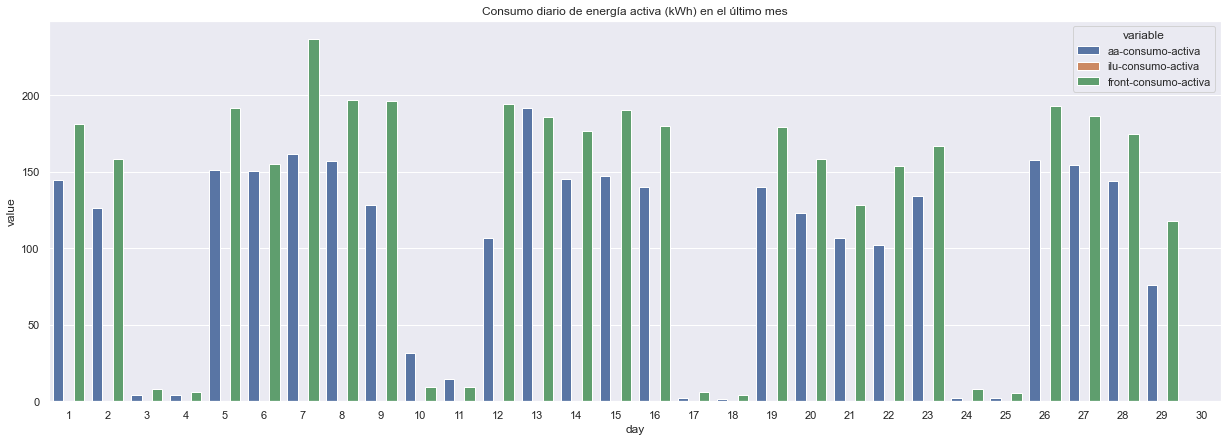 Consumo diario de energía activa (kWh) en el último mes
variable
aa-consumo-activa
ilu-consumo-activa
front-consumo-activa
200
150
100
50
0
value
1 2 3 4 5 6 7 8 9 10 11 12 13 14 15 16 17 18 19 20 21 22 23 24 25 26 27 28 29 30
day